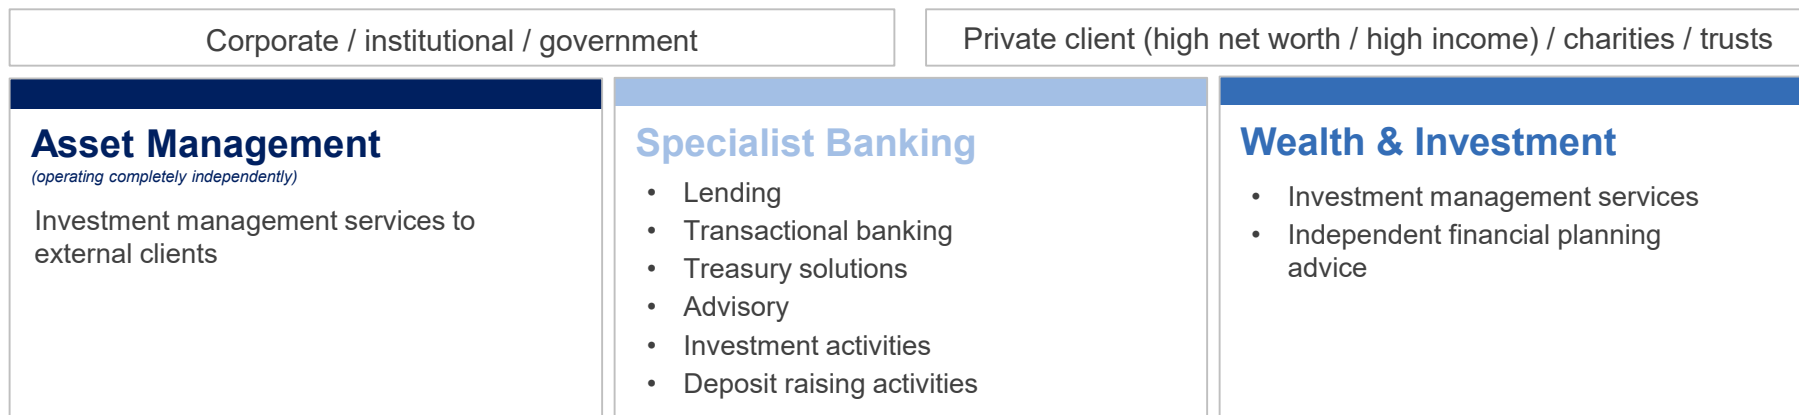 Corporate / institutional / government
Private client (high net worth / high income) / charities / trusts
Asset Management
(operating completely independently)
Investment management services to
external clients
Specialist Banking
• Lending
• Transactional banking
• Treasury solutions
• Advisory
• Investment activities
• Deposit raising activities
Wealth & Investment
• Investment management services
• Independent financial planning
advice